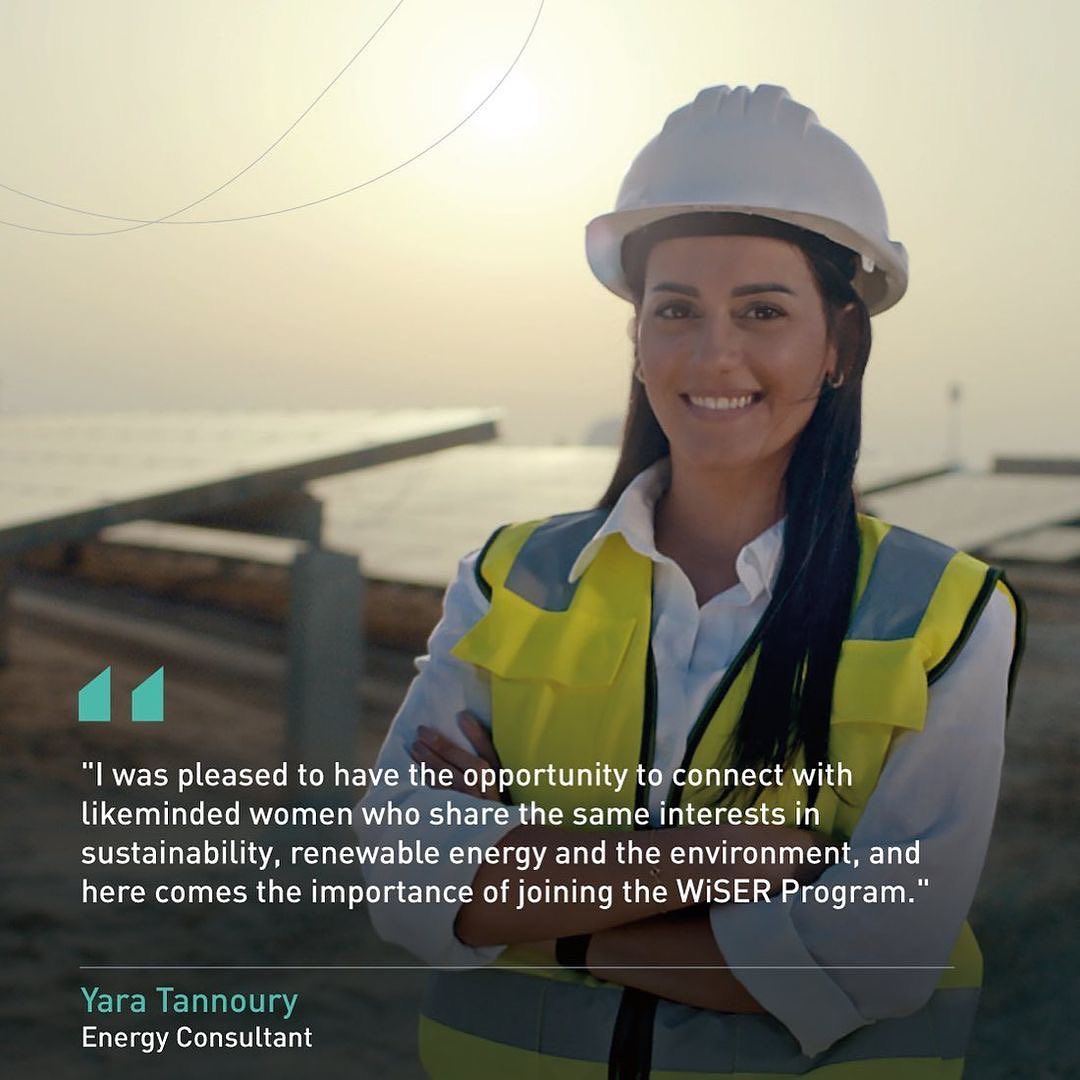 "I was pleased to have the opportunity to connect with
likeminded women who share the same interests in
sustainability, renewable energy and the environment, and
here comes the importance of joining the WiSER Program."
Yara Tannoury
Energy Consultant